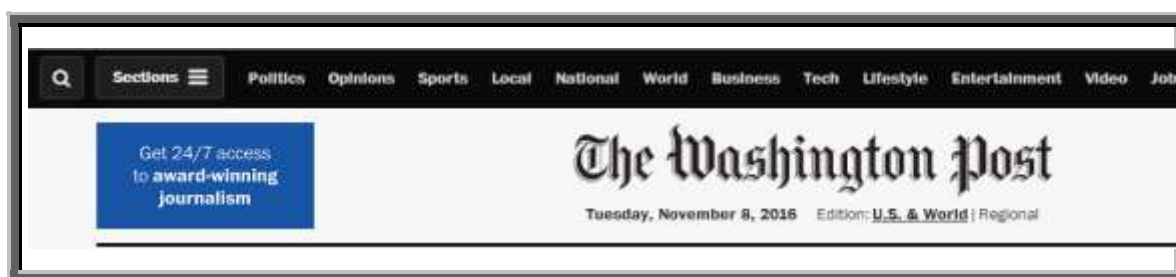 Sections Politics Opinions Sports Local National World Business Tech Lifestyle Entertainment Video Job
Get 24/7 access
to award-winning
journalism
The Washington Post
Tuesday, November 8, 2016 Edition: U.S. & World | Regional